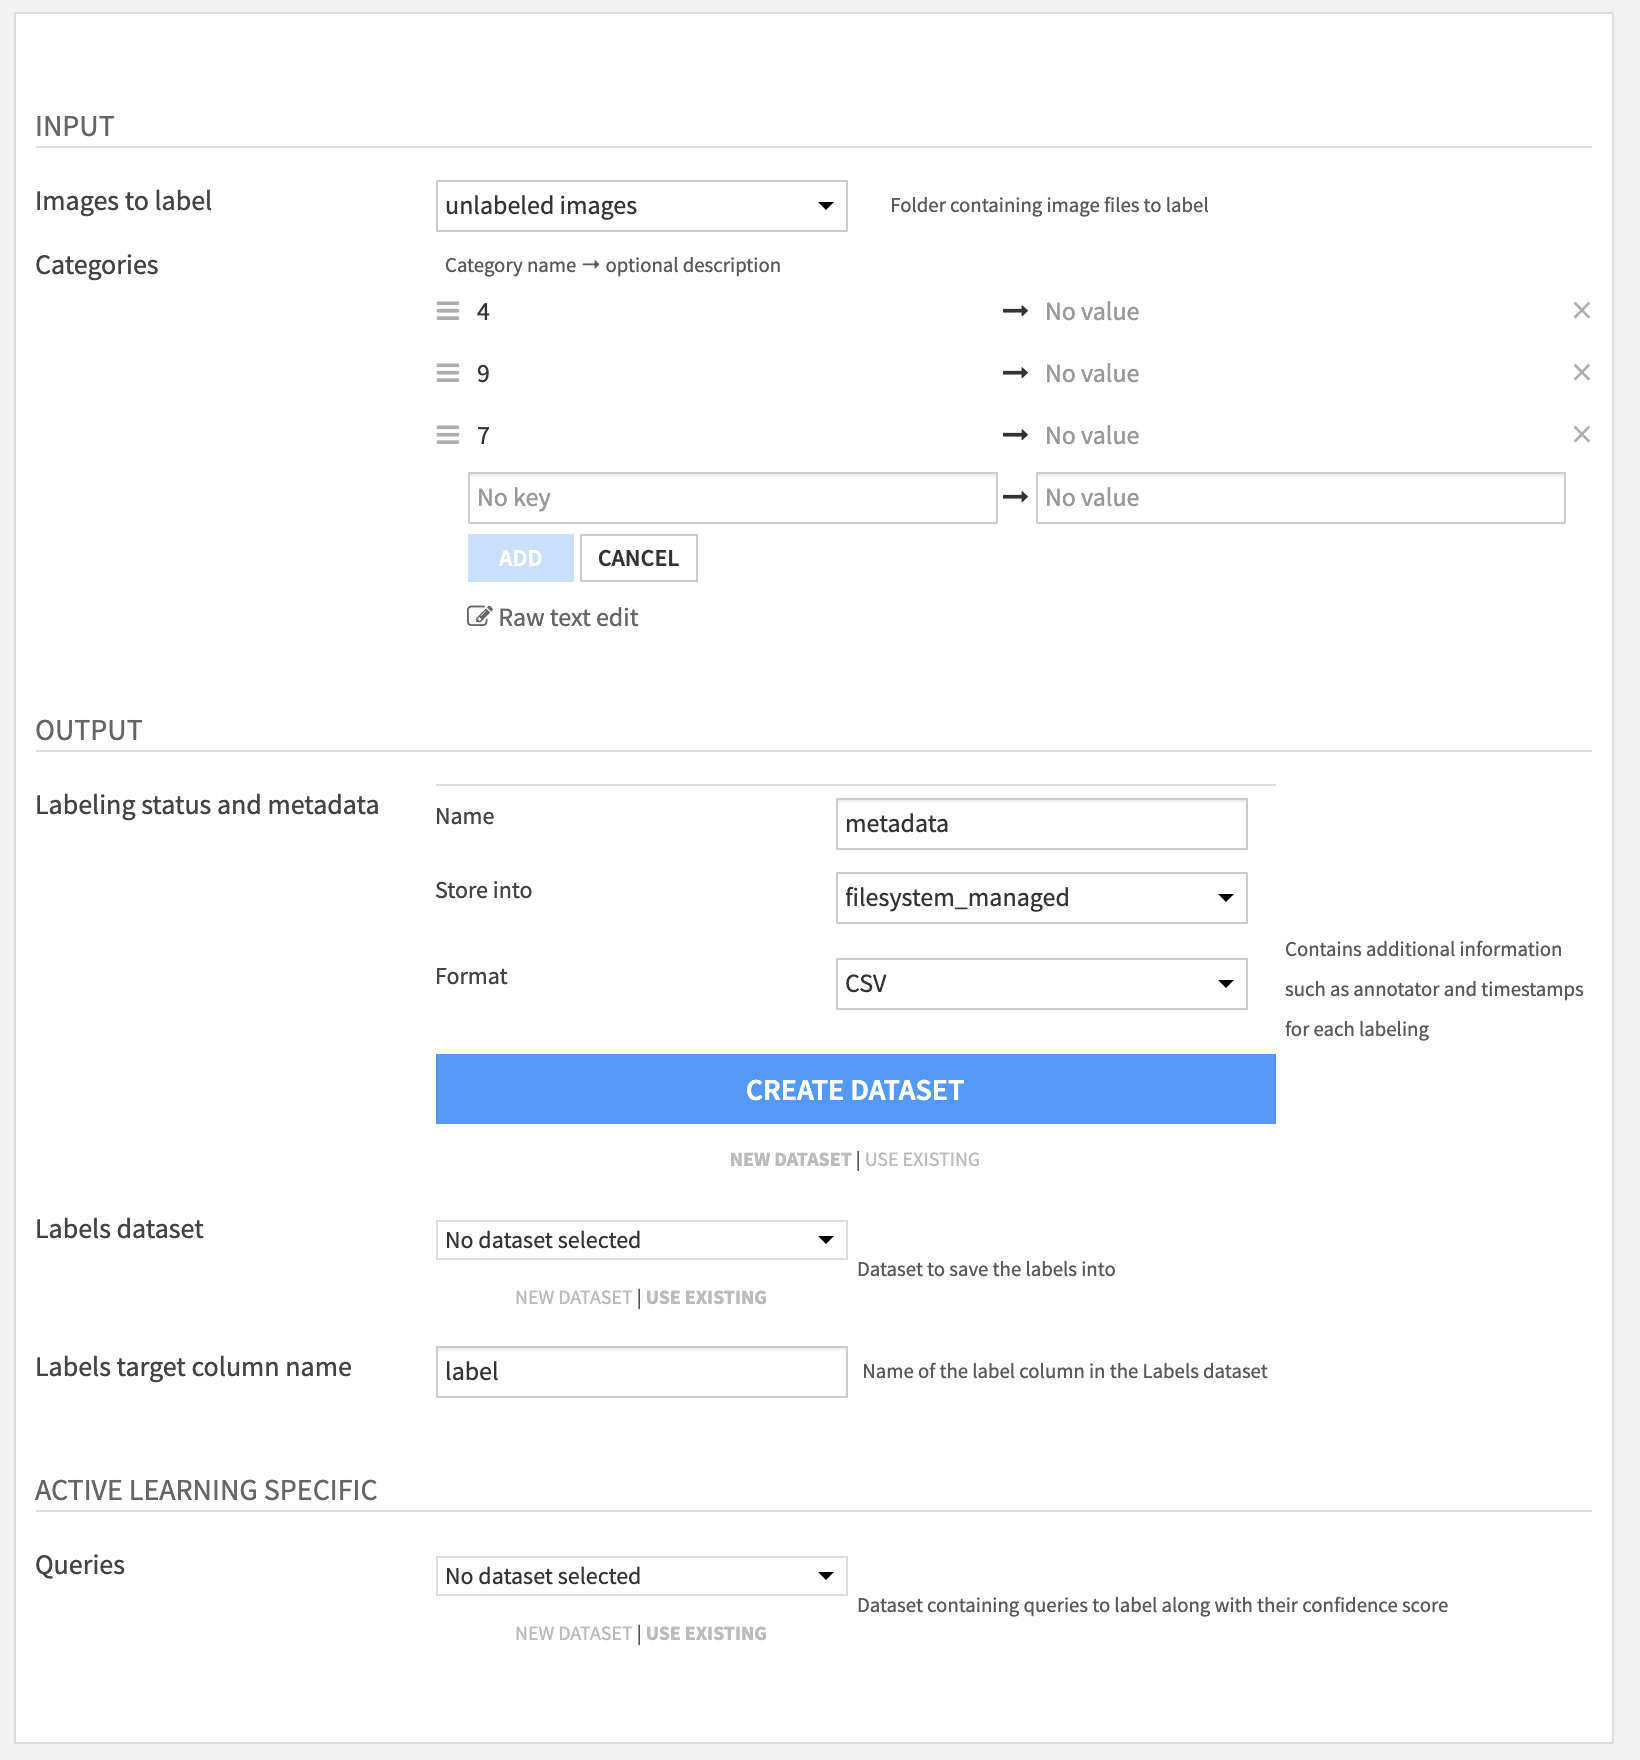 INPUT
Images to label
unlabeled images
Folder containing image files to label
Categories
Category name → optional description
4 → No value ×
9 → No value ×
7 → No value ×
No key → No value
ADD CANCEL
Raw text edit
OUTPUT
Labeling status and metadata
Name
metadata
Store into
filesystem_managed
Format
CSV
Contains additional information
such as annotator and timestamps
for each labeling
CREATE DATASET
NEW DATASET | USE EXISTING
Labels dataset
No dataset selected
Dataset to save the labels into
NEW DATASET | USE EXISTING
Labels target column name
label
Name of the label column in the Labels dataset
ACTIVE LEARNING SPECIFIC
Queries
No dataset selected
Dataset containing queries to label along with their confidence score
NEW DATASET | USE EXISTING